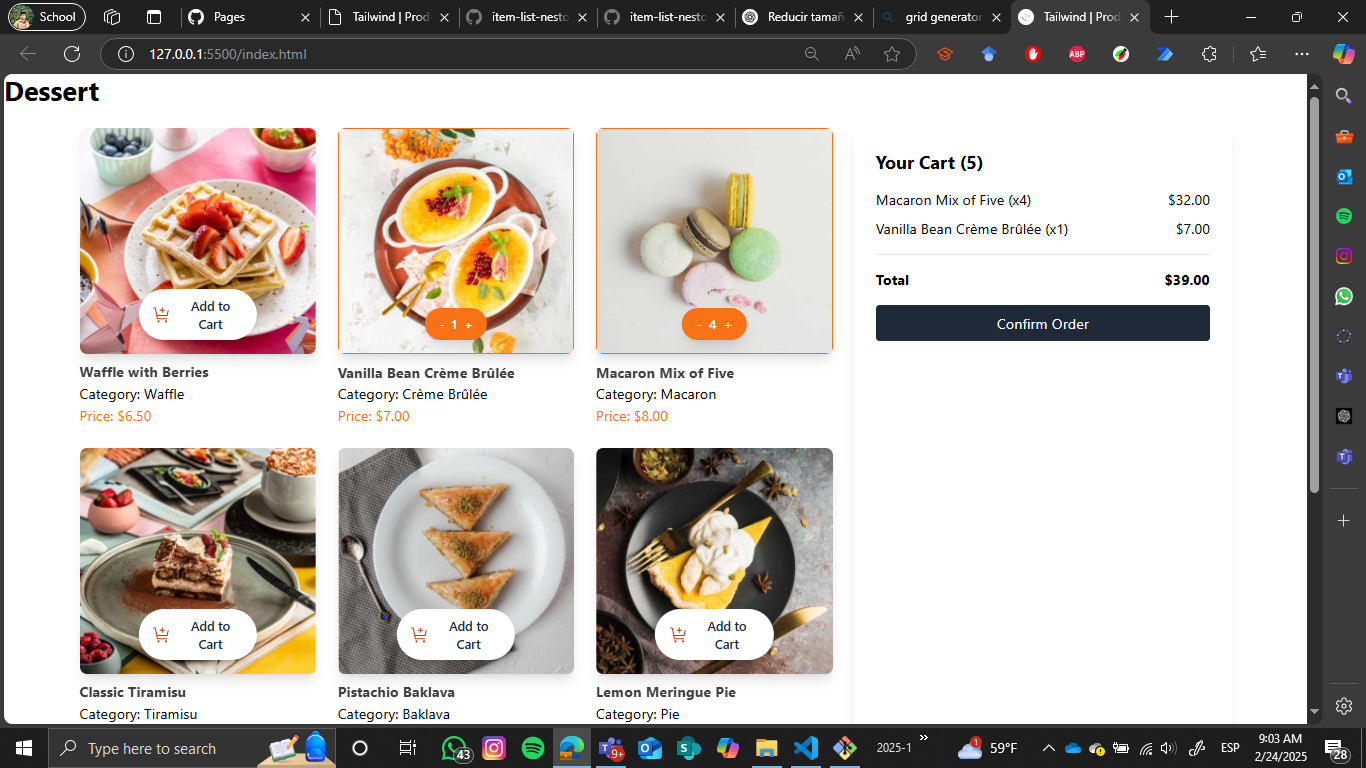 School
Pages
Tailwind | Prod
item-list-nesto
item-list-nesto
Reducir tamañ
grid generator
Tailwind | Prod
127.0.0.1:5500/index.html
ABP
Dessert
Add to
Cart
- 1 +
- 4 +
Waffle with Berries
Category: Waffle
Price: $6.50
Vanilla Bean Crème Brûlée
Category: Crème Brûlée
Price: $7.00
Macaron Mix of Five
Category: Macaron
Price: $8.00
Your Cart (5)
Macaron Mix of Five (x4) $32.00
Vanilla Bean Crème Brûlée (x1) $7.00
Total $39.00
Confirm Order
Add to
Cart
Add to
Cart
Add to
Cart
Classic Tiramisu
Category: Tiramisu
Pistachio Baklava
Category: Baklava
Lemon Meringue Pie
Category: Pie
Type here to search
43
9+
2025-1
1
59°F
ESP
9:03 AM
2/24/2025
28